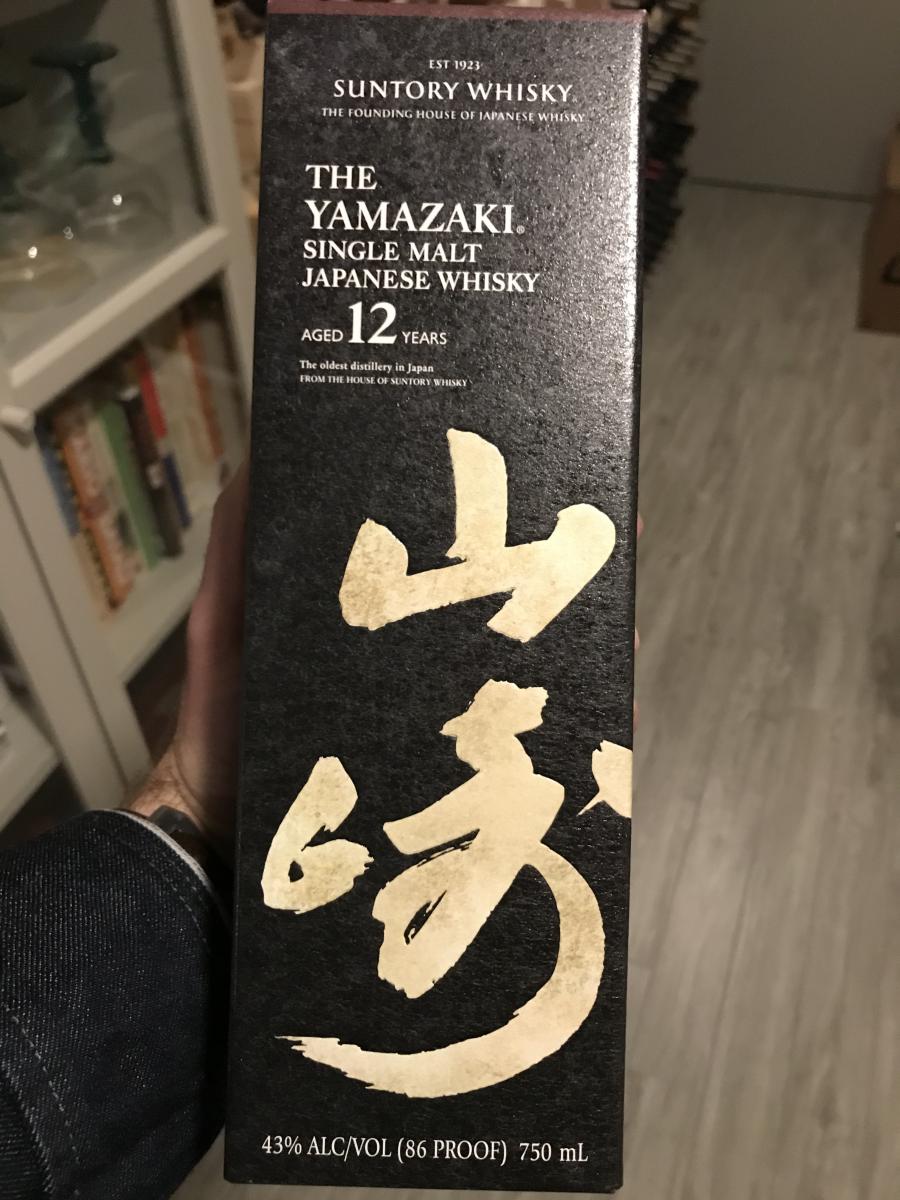 EST 1923
SUNTORY WHISKY®
THE FOUNDING HOUSE OF JAPANESE WHISKY
THE
YAMAZAKI®
SINGLE MALT
JAPANESE WHISKY
AGED 12 YEARS
The oldest distillery in Japan
FROM THE HOUSE OF SUNTORY WHISKY
山
崎
43% ALC/VOL (86 PROOF) 750 mL